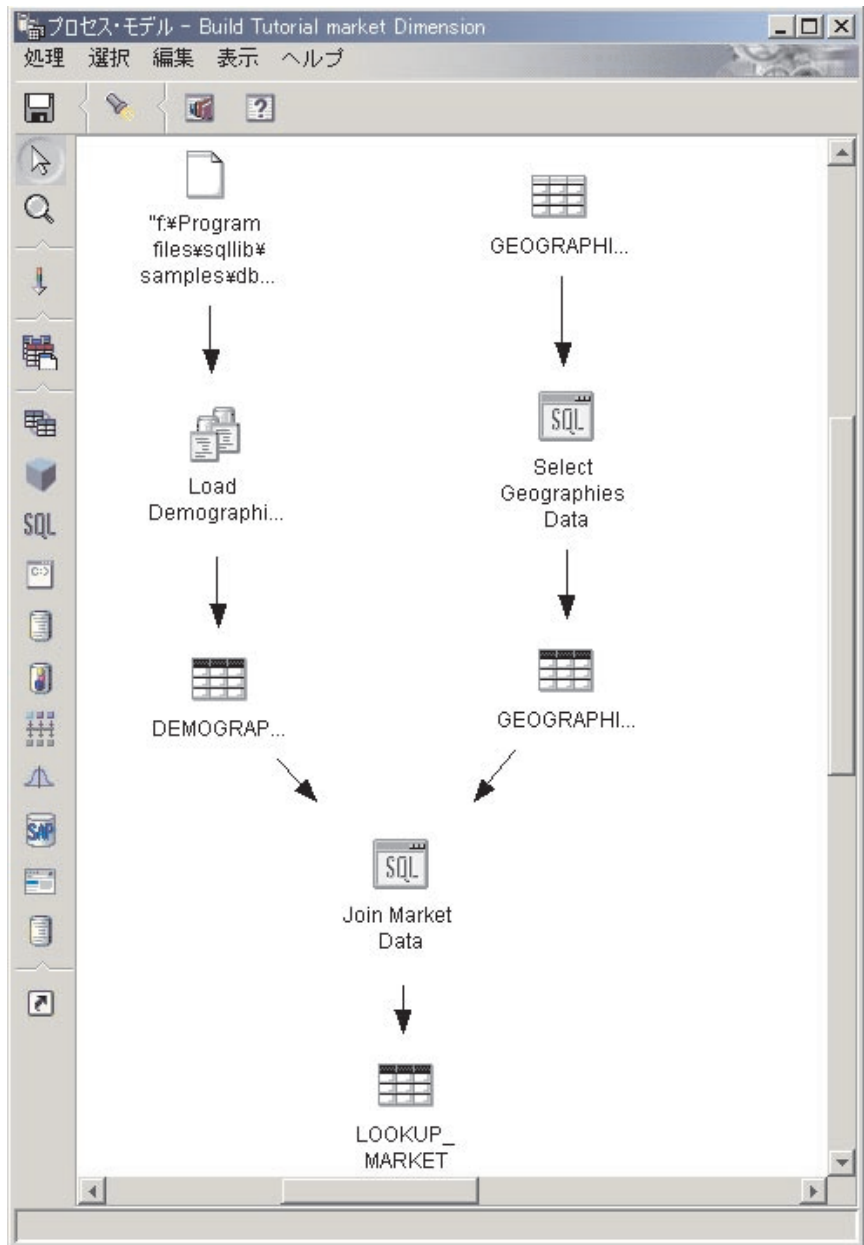 プロセス・モデル - Build Tutorial market Dimension
処理 選択 編集 表示 ヘルプ
"f:¥Program
files¥sqllib¥
samples¥db...
GEOGRAPHI...
Load
Demographi...
SQL
Select
Geographies
Data
SQL
C:>
DEMOGRAP...
GEOGRAPHI...
SAP
SQL
Join Market
Data
LOOKUP_
MARKET